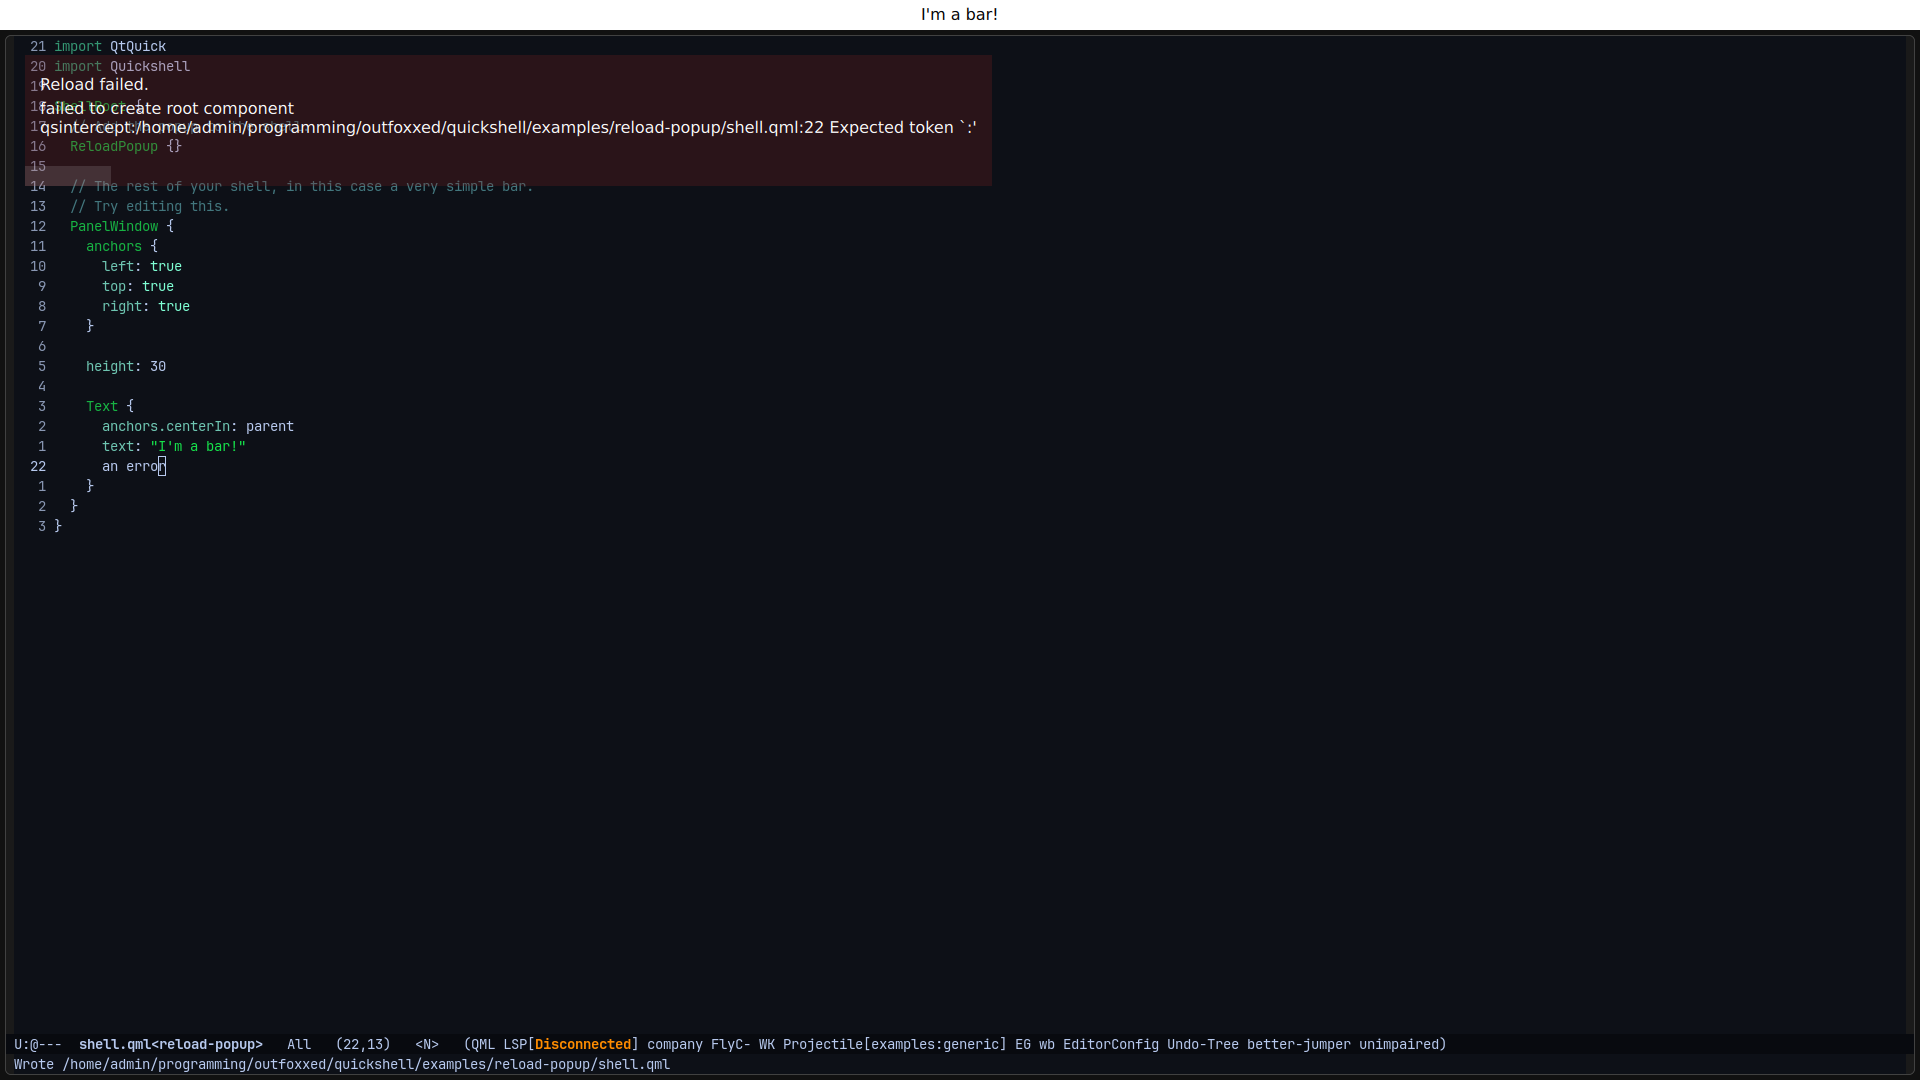 I'm a bar!
21 import QtQuick
20 import Quickshell
19
Reload failed.
18 ShellRoot {
failed to create root component
17
qsintercept:/home/admin/programming/outfoxxed/quickshell/examples/reload-popup/shell.qml:22 Expected token `:'
16 ReloadPopup {}
15
14 // The rest of your shell, in this case a very simple bar.
13 // Try editing this.
12 PanelWindow {
11 anchors {
10 left: true
9 top: true
8 right: true
7 }
6
5 height: 30
4
3 Text {
2 anchors.centerIn: parent
1 text: "I'm a bar!"
22 an error
1 }
2 }
3 }
U:@--- shell.qml<reload-popup> All (22,13) <N> (QML LSP[Disconnected] company FlyC- WK Projectile[examples:generic] EG wb EditorConfig Undo-Tree better-jumper unimpaired)
Wrote /home/admin/programming/outfoxxed/quickshell/examples/reload-popup/shell.qml